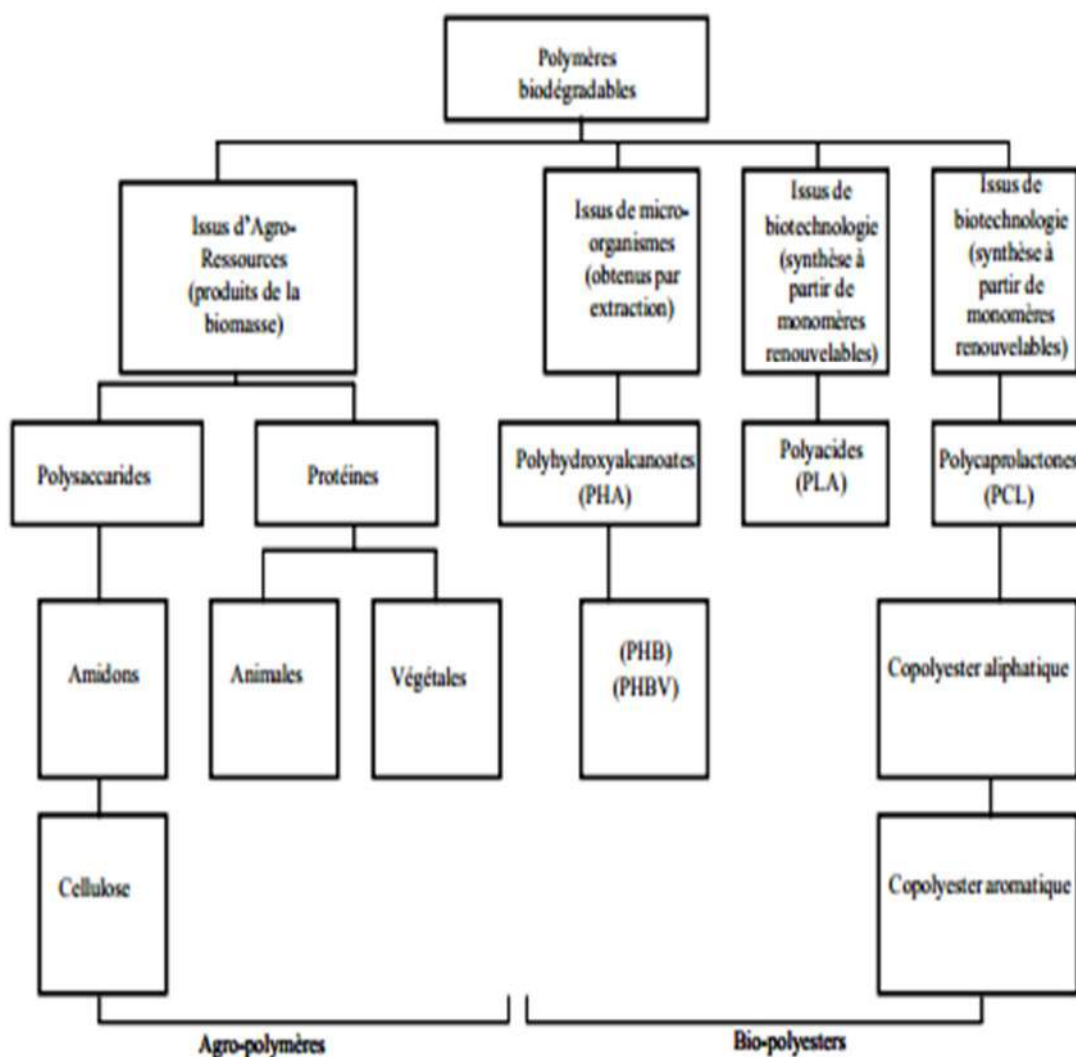 Polymères
biodégradables
Issus d'Agro-
Ressources
(produits de la
biomasse)
Issus de micro-
organismes
(obtenus par
extraction)
Issus de
biotechnologie
(synthèse à
partir de
monomères
renouvelables)
Issus de
biotechnologie
(synthèse à
partir de
monomères
renouvelables)
Polysaccarides
Protéines
Polyhydroxyalcanoates
(PHA)
Polyacides
(PLA)
Polycaprolactones
(PCL)
Amidons
Animales
Végétales
(PHB)
(PHBV)
Copolyester aliphatique
Cellulose
Copolyester aromatique
Agro-polymères
Bio-polyesters